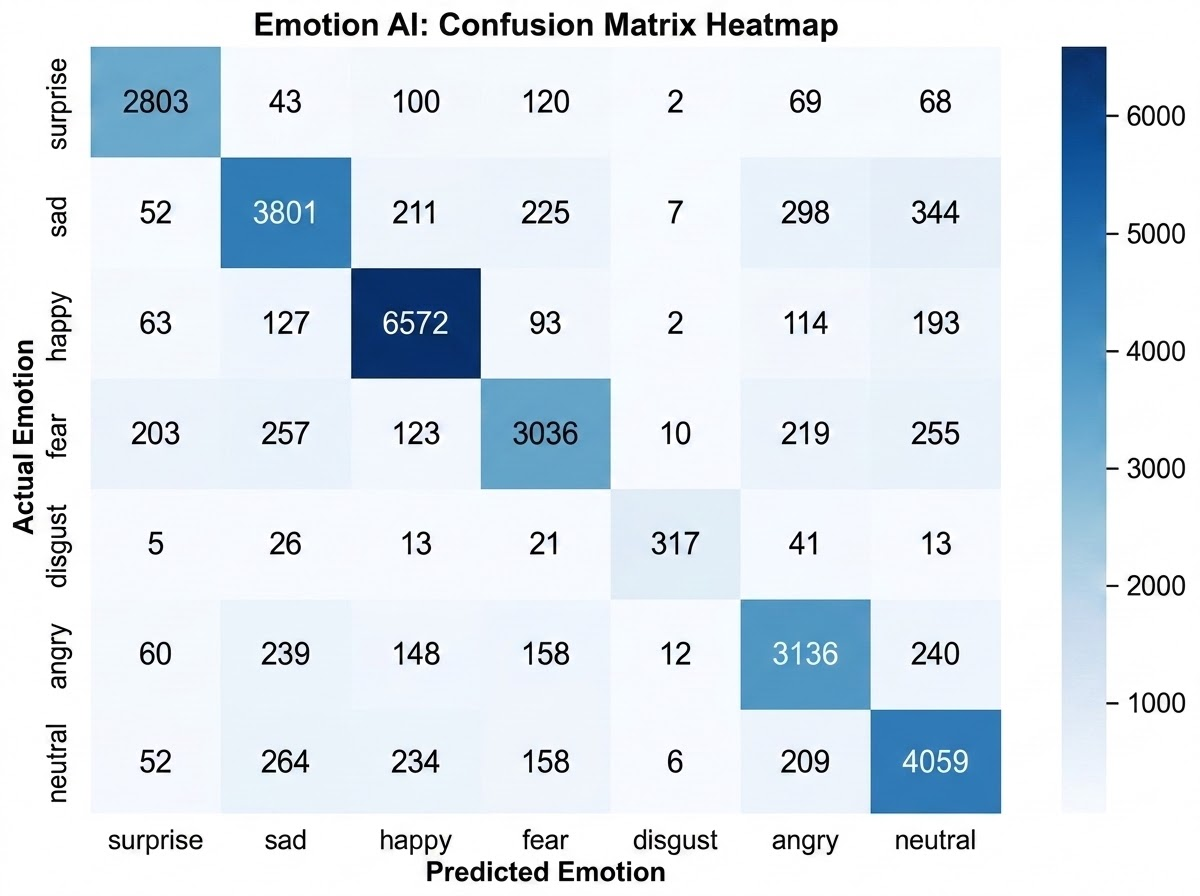 Emotion AI: Confusion Matrix Heatmap
Actual Emotion
surprise 2803 43 100 120 2 69 68
sad 52 3801 211 225 7 298 344
happy 63 127 6572 93 2 114 193
fear 203 257 123 3036 10 219 255
disgust 5 26 13 21 317 41 13
angry 60 239 148 158 12 3136 240
neutral 52 264 234 158 6 209 4059
surprise sad happy fear disgust angry neutral
Predicted Emotion
6000
5000
4000
3000
2000
1000